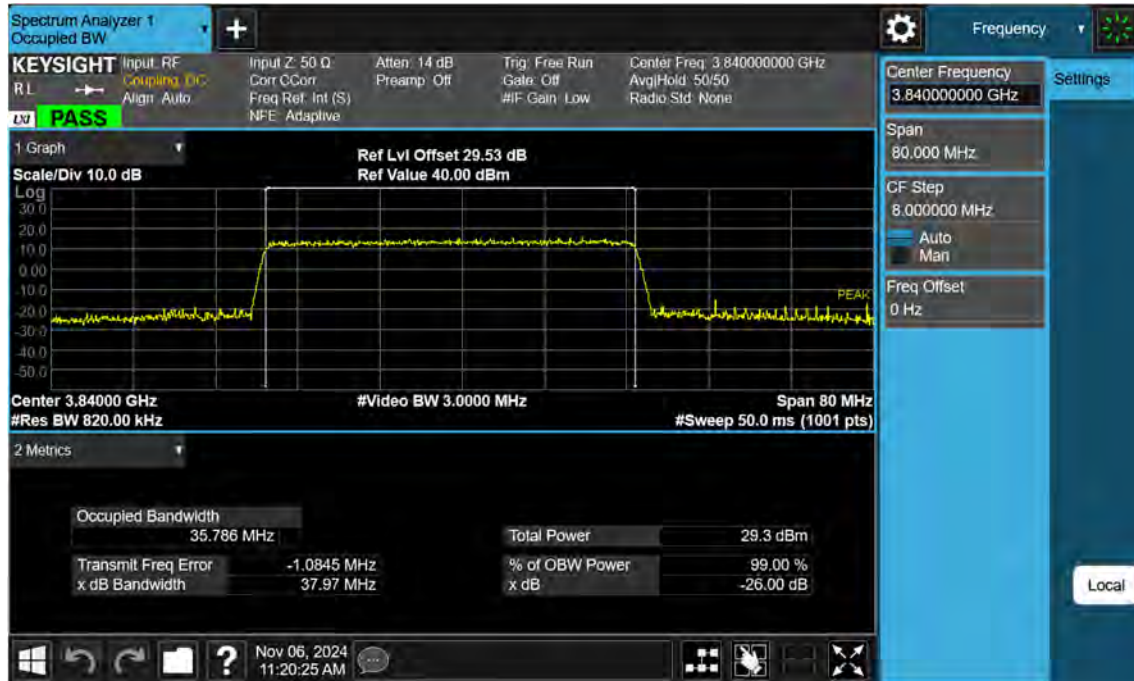 Spectrum Analyzer 1
Occupied BW
+
Frequency
KEYSIGHT
RL
LXI
PASS
Input: RF
Coupling: DC
Align: Auto
Input Z: 50 Ω
Corr CCorr
Freq Ref: Int (S)
NFE: Adaptive
Atten: 14 dB
Preamp: Off
Trig: Free Run
Gate: Off
#IF Gain: Low
Center Freq: 3.840000000 GHz
Avg|Hold: 50/50
Radio Std: None
Center Frequency
3.840000000 GHz
Settings
Span
80.000 MHz
CF Step
8.000000 MHz
Auto
Man
Freq Offset
0 Hz
Local
1 Graph
Scale/Div 10.0 dB
Ref Lvl Offset 29.53 dB
Ref Value 40.00 dBm
Log
30.0
20.0
10.0
0.00
-10.0
-20.0
-30.0
-40.0
-50.0
PEAK
Center 3.84000 GHz
#Video BW 3.0000 MHz
Span 80 MHz
#Res BW 820.00 kHz
#Sweep 50.0 ms (1001 pts)
2 Metrics
Occupied Bandwidth
35.786 MHz
Total Power 29.3 dBm
Transmit Freq Error -1.0845 MHz
% of OBW Power 99.00 %
x dB Bandwidth 37.97 MHz
x dB -26.00 dB
?
Nov 06, 2024
11:20:25 AM